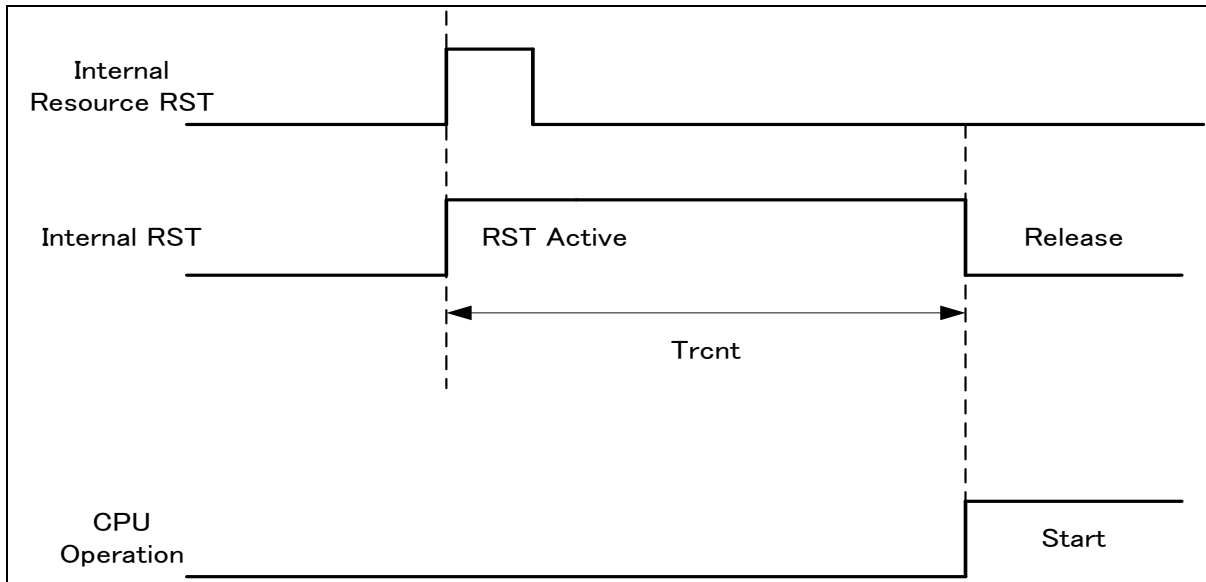 Internal
Resource RST
Internal RST
RST Active
Release
Trcnt
CPU
Operation
Start